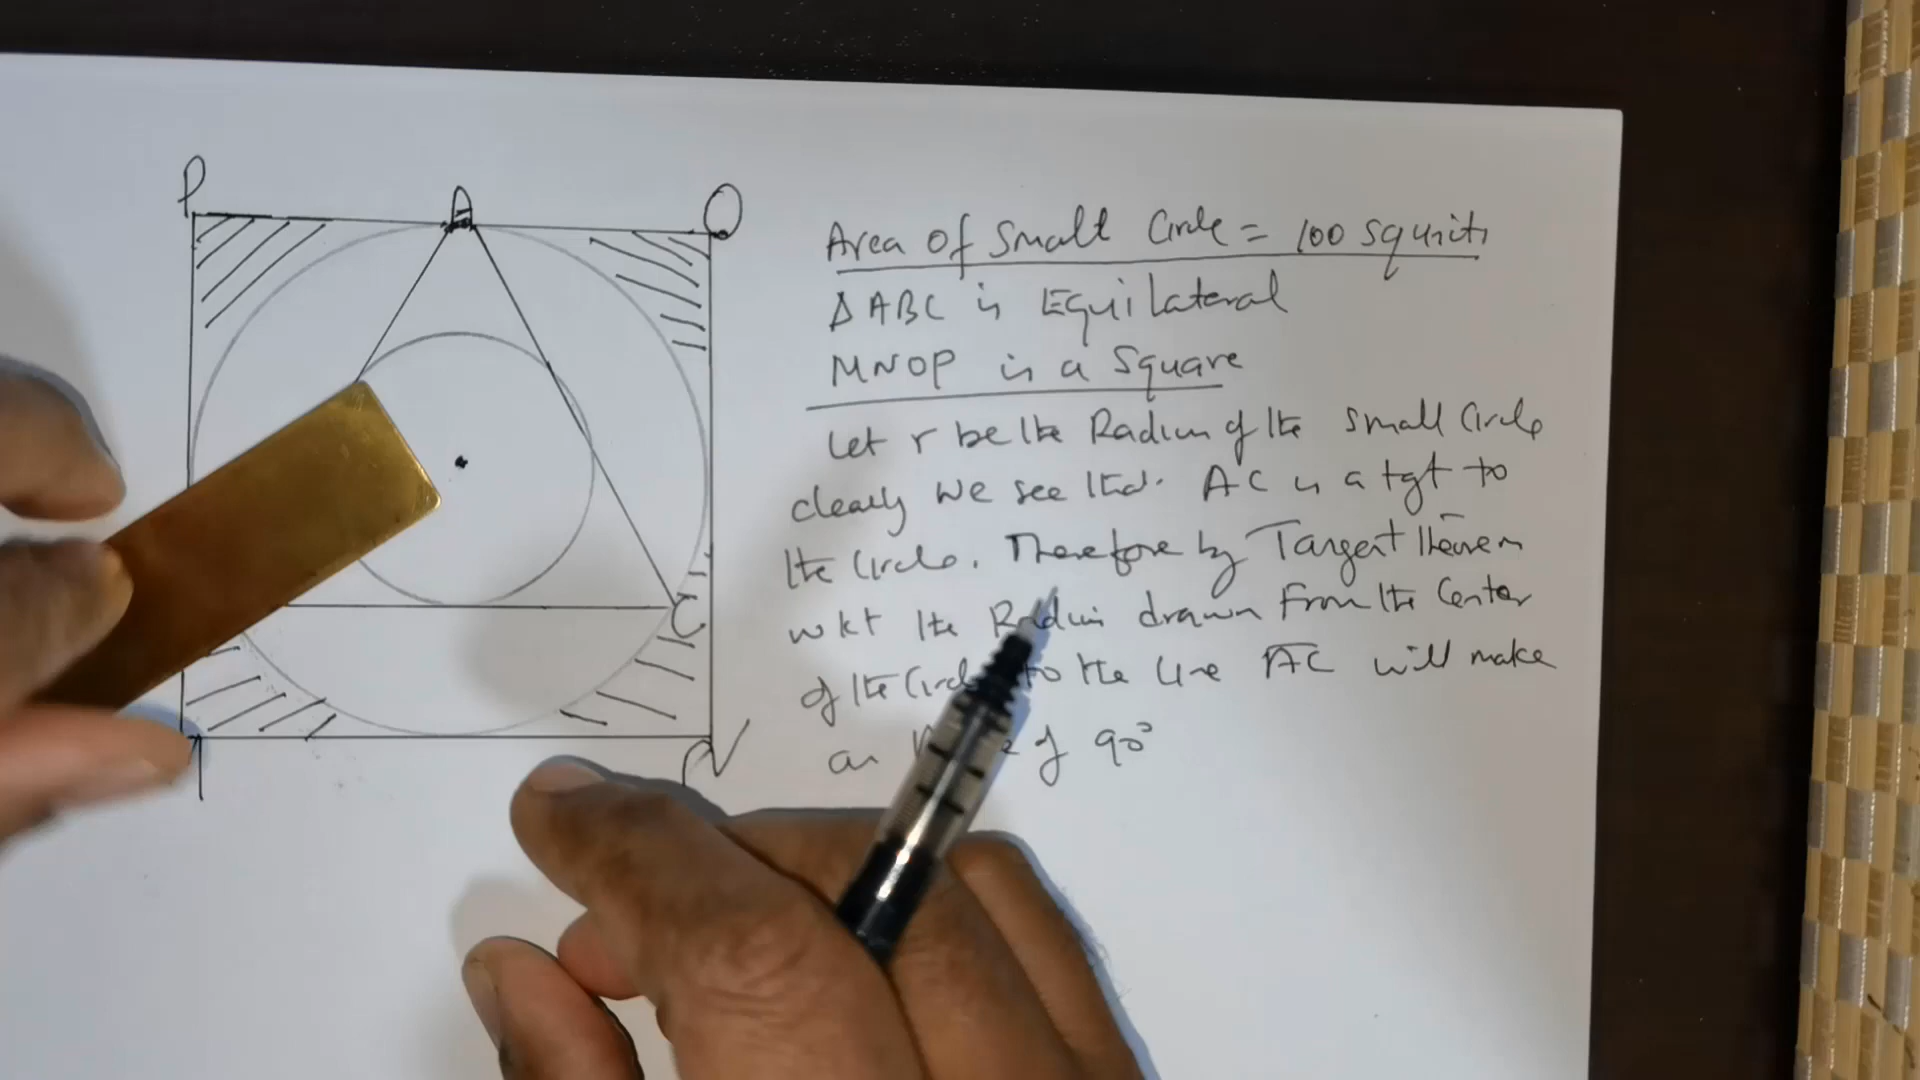 P
A
O
C
N
Area of Small Circle = 100 squnits
Δ ABC is Equilateral
MNOP is a Square
Let r be the Radius of the small Circle
clearly we see that. AC is a tgt to
the Circle. Therefore by Tangent theorem
wkt the Radius drawn from the Center
of the Circle to the line AC will make
an of 90°